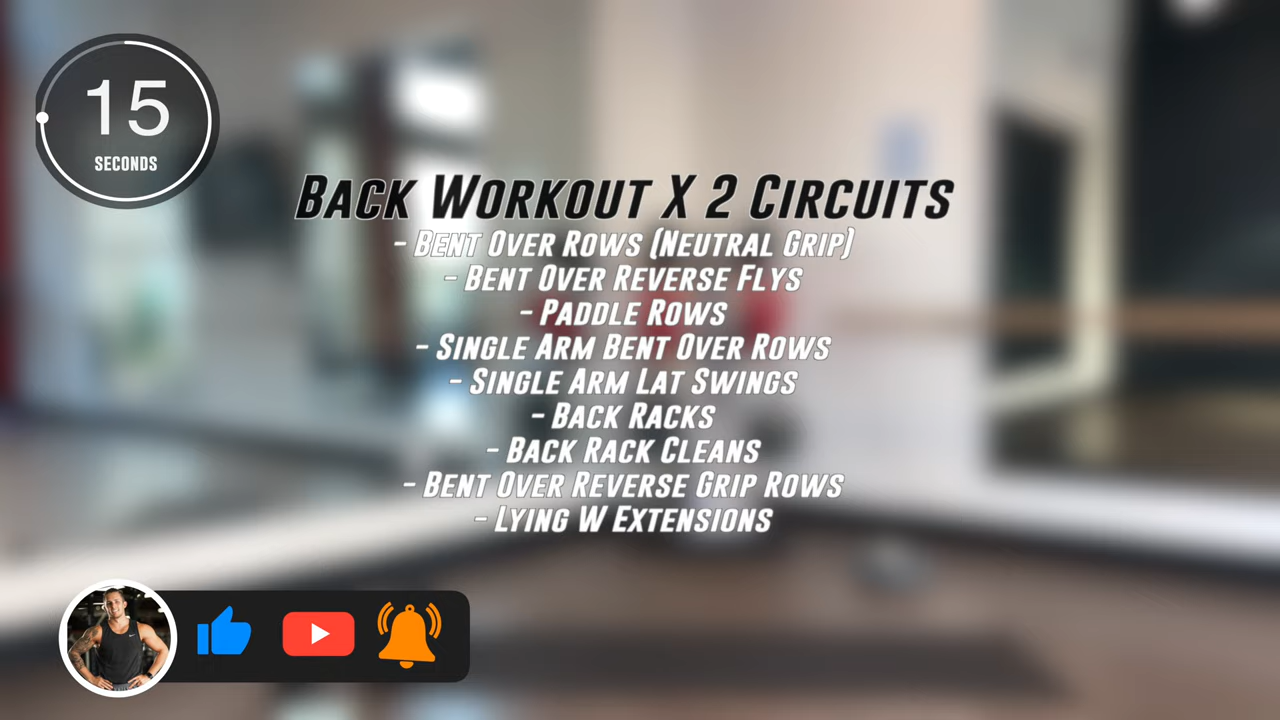 15
SECONDS
Back Workout X 2 Circuits
- Bent Over Rows (Neutral Grip)
- Bent Over Reverse Flys
- Paddle Rows
- Single Arm Bent Over Rows
- Single Arm Lat Swings
- Back Racks
- Back Rack Cleans
- Bent Over Reverse Grip Rows
- Lying W Extensions